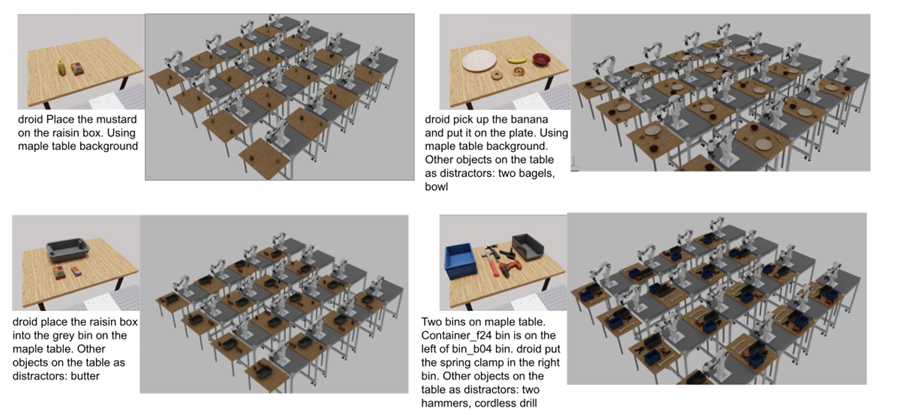 droid Place the mustard
on the raisin box. Using
maple table background
droid pick up the banana
and put it on the plate. Using
maple table background.
Other objects on the table
as distractors: two bagels,
bowl
droid place the raisin box
into the grey bin on the
maple table. Other
objects on the table as
distractors: butter
Two bins on maple table.
Container_f24 bin is on the
left of bin_b04 bin. droid put
the spring clamp in the right
bin. Other objects on the
table as distractors: two
hammers, cordless drill